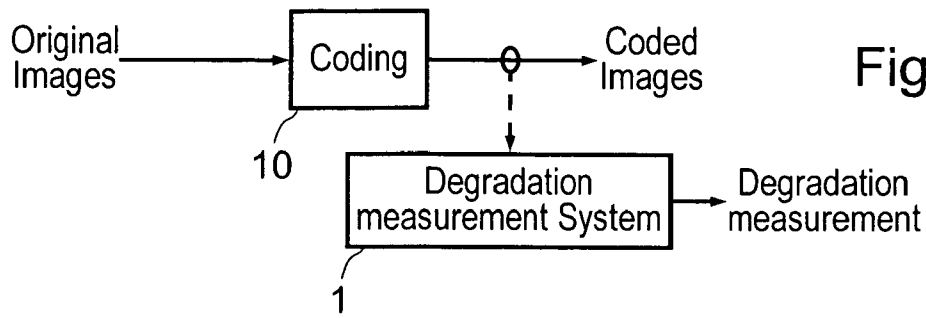 Original
Images
Coding
Coded
Images
Fig
10
Degradation
measurement System
Degradation
measurement
1